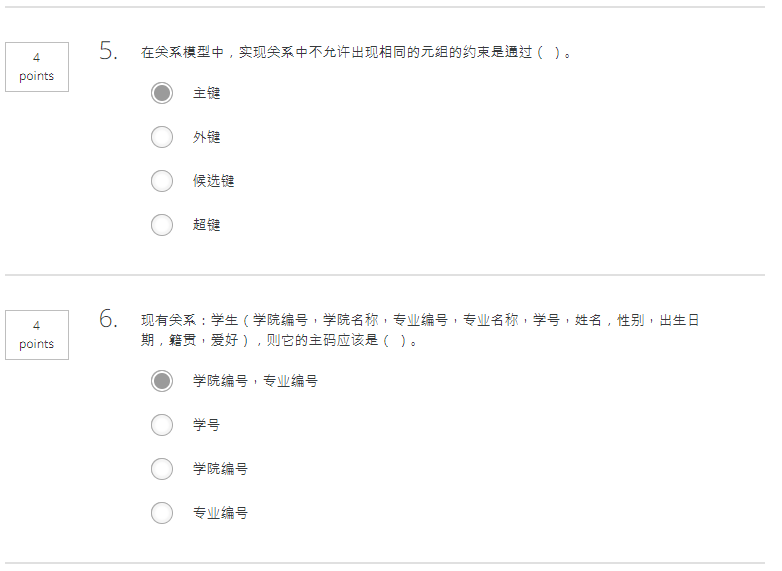 4
points
5.
在关系模型中，实现关系中不允许出现相同的元组的约束是通过（ ）。
主键
外键
候选键
超键
4
points
6.
现有关系：学生（学院编号，学院名称，专业编号，专业名称，学号，姓名，性别，出生日
期，籍贯，爱好），则它的主码应该是（ ）。
学院编号，专业编号
学号
学院编号
专业编号